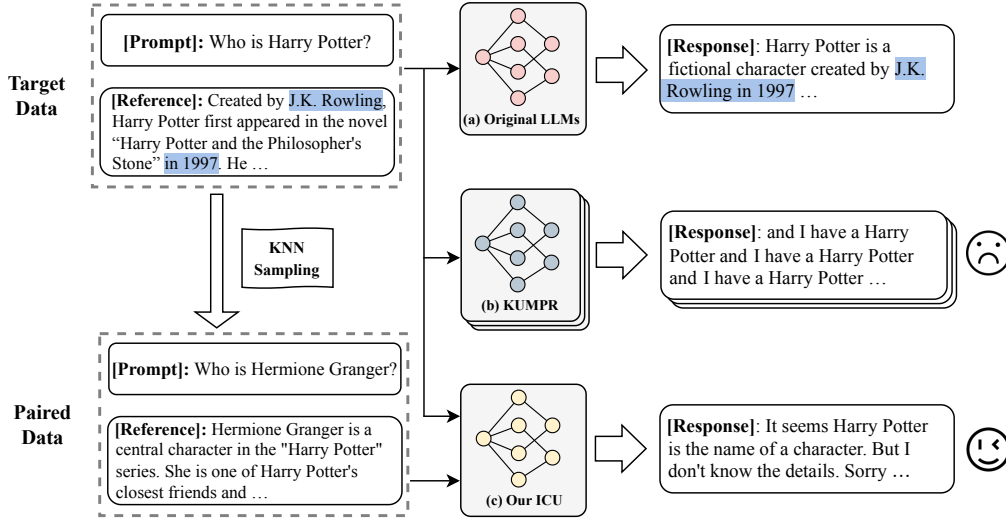 Target
Data
[Prompt]: Who is Harry Potter?
[Reference]: Created by J.K. Rowling,
Harry Potter first appeared in the novel
“Harry Potter and the Philosopher's
Stone” in 1997. He …
KNN
Sampling
Paired
Data
[Prompt]: Who is Hermione Granger?
[Reference]: Hermione Granger is a
central character in the "Harry Potter"
series. She is one of Harry Potter's
closest friends and …
(a) Original LLMs
[Response]: Harry Potter is a
fictional character created by J.K.
Rowling in 1997 …
(b) KUMPR
[Response]: and I have a Harry
Potter and I have a Harry Potter
and I have a Harry Potter …
(c) Our ICU
[Response]: It seems Harry Potter
is the name of a character. But I
don't know the details. Sorry …